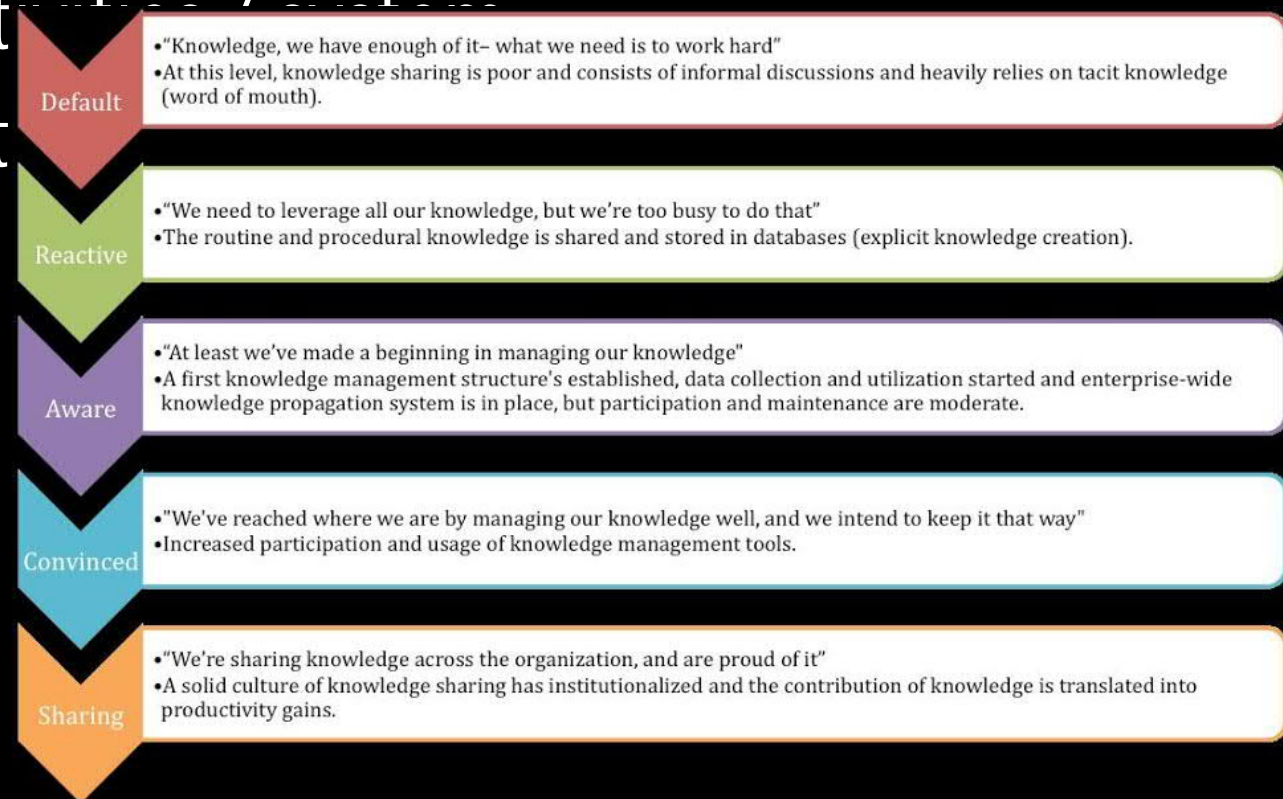 Default
•“Knowledge, we have enough of it– what we need is to work hard”
•At this level, knowledge sharing is poor and consists of informal discussions and heavily relies on tacit knowledge
(word of mouth).
Reactive
•“We need to leverage all our knowledge, but we’re too busy to do that”
•The routine and procedural knowledge is shared and stored in databases (explicit knowledge creation).
Aware
•“At least we’ve made a beginning in managing our knowledge"
•A first knowledge management structure's established, data collection and utilization started and enterprise-wide
knowledge propagation system is in place, but participation and maintenance are moderate.
Convinced
•"We've reached where we are by managing our knowledge well, and we intend to keep it that way"
•Increased participation and usage of knowledge management tools.
Sharing
•“We’re sharing knowledge across the organization, and are proud of it”
•A solid culture of knowledge sharing has institutionalized and the contribution of knowledge is translated into
productivity gains.